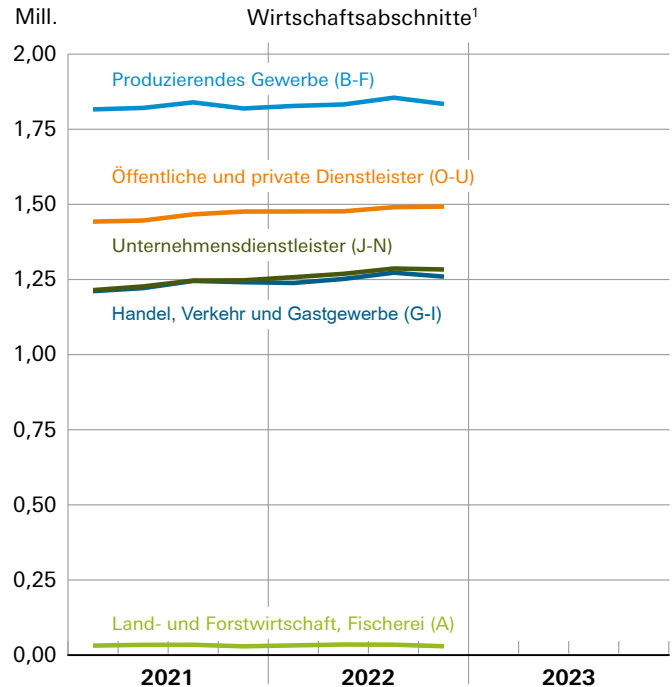 Mill.
Wirtschaftsabschnitte¹
2,00
Produzierendes Gewerbe (B-F)
1,75
Öffentliche und private Dienstleister (O-U)
1,50
Unternehmensdienstleister (J-N)
1,25
Handel, Verkehr und Gastgewerbe (G-I)
1,00
0,75
0,50
0,25
Land- und Forstwirtschaft, Fischerei (A)
0,00
2021 2022 2023